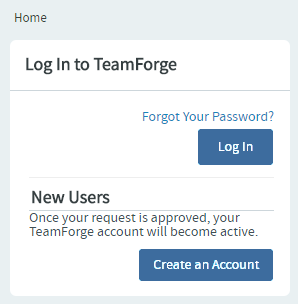 Home
Log In to TeamForge
Forgot Your Password?
Log In
New Users
Once your request is approved, your
TeamForge account will become active.
Create an Account